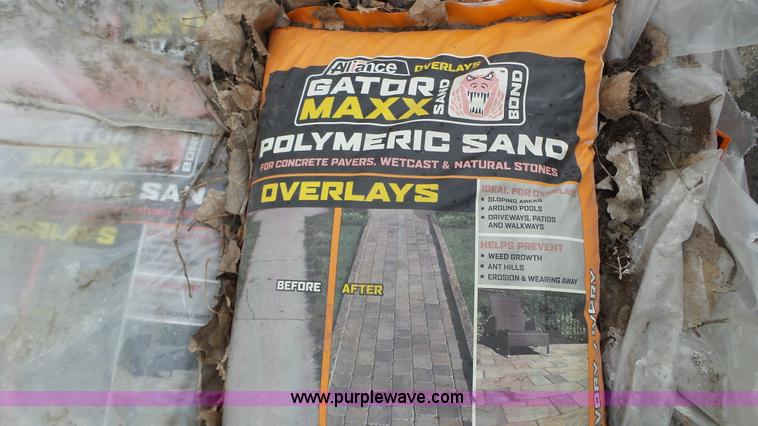 Alliance OVERLAYS
GATOR
MAXX SAND BOND
POLYMERIC SAND
FOR CONCRETE PAVERS, WETCAST & NATURAL STONES
OVERLAYS
IDEAL FOR OVERLAY
▪ SLOPING AREAS
▪ AROUND POOLS
▪ DRIVEWAYS, PATIOS
AND WALKWAYS
HELPS PREVENT
▪ WEED GROWTH
▪ ANT HILLS
▪ EROSION & WEARING AWAY
BEFORE AFTER
MAXX BOND
SAND
OVERLAYS
www.purplewave.com